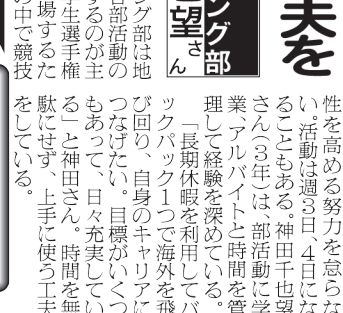 夫を
ング部
望さん
性を高める努力を怠らな
い。活動は週3日、4日にな
ることもある。神田千也望
さん(3年)は、部活動に学
業、アルバイトと時間を管
理して経験を深めている。
「長期休暇を利用してバ
ックパック1つで海外を飛
び回り、自身のキャリアに
つなげたい。目標がいくつ
もあって、日々充実してい
る」と神田さん。時間を無
駄にせず、上手に使う工夫
をしている。
ング部は地
各部活動の
するのが主
学生選手権
場するた
の中で競技